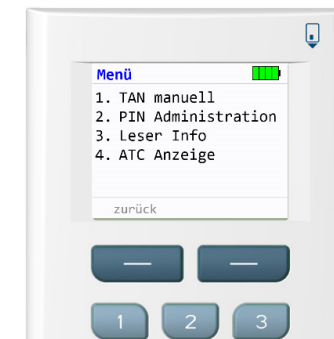 Menü
1. TAN manuell
2. PIN Administration
3. Leser Info
4. ATC Anzeige
zurück
1 2 3